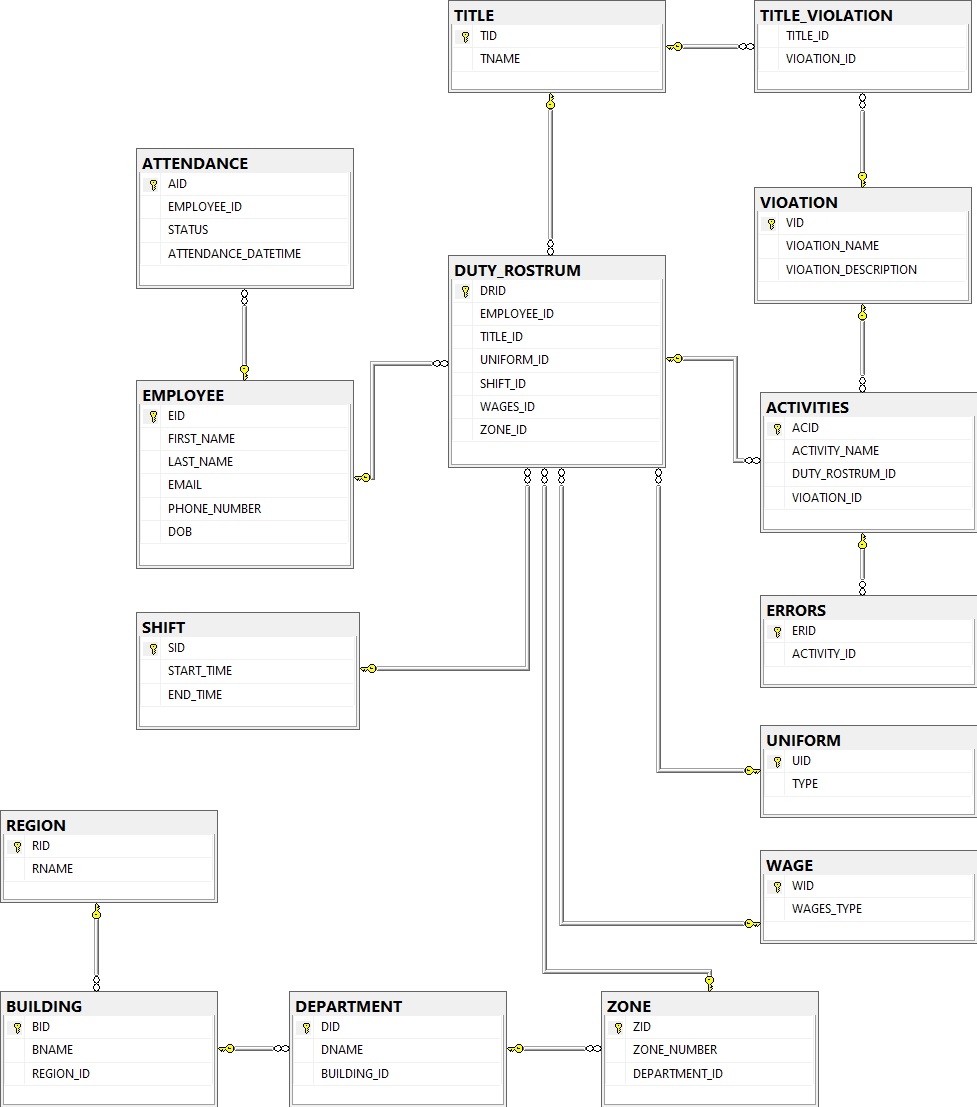 TITLE
TID
TNAME
TITLE_VIOLATION
TITLE_ID
VIOATION_ID
ATTENDANCE
AID
EMPLOYEE_ID
STATUS
ATTENDANCE_DATETIME
VIOATION
VID
VIOATION_NAME
VIOATION_DESCRIPTION
DUTY_ROSTRUM
DRID
EMPLOYEE_ID
TITLE_ID
UNIFORM_ID
SHIFT_ID
WAGES_ID
ZONE_ID
EMPLOYEE
EID
FIRST_NAME
LAST_NAME
EMAIL
PHONE_NUMBER
DOB
ACTIVITIES
ACID
ACTIVITY_NAME
DUTY_ROSTRUM_ID
VIOATION_ID
SHIFT
SID
START_TIME
END_TIME
ERRORS
ERID
ACTIVITY_ID
UNIFORM
UID
TYPE
REGION
RID
RNAME
WAGE
WID
WAGES_TYPE
BUILDING
BID
BNAME
REGION_ID
DEPARTMENT
DID
DNAME
BUILDING_ID
ZONE
ZID
ZONE_NUMBER
DEPARTMENT_ID